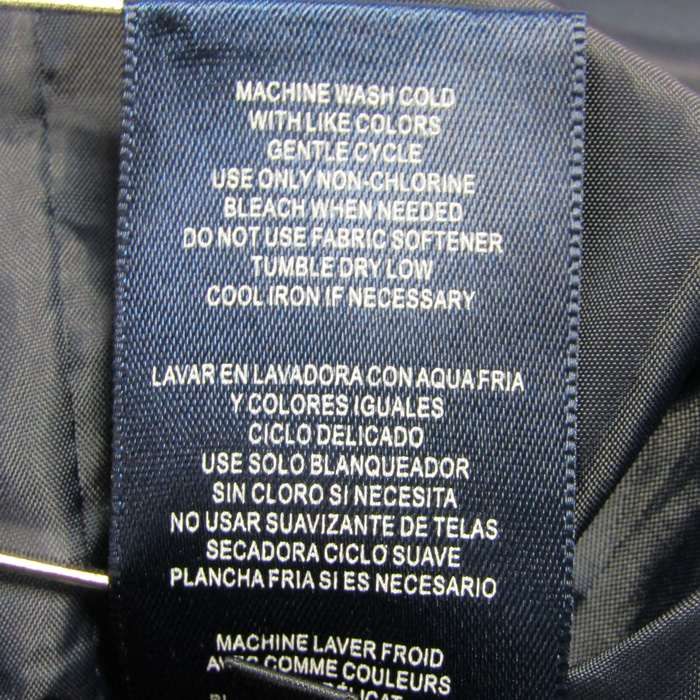 MACHINE WASH COLD
WITH LIKE COLORS
GENTLE CYCLE
USE ONLY NON-CHLORINE
BLEACH WHEN NEEDED
DO NOT USE FABRIC SOFTENER
TUMBLE DRY LOW
COOL IRON IF NECESSARY
LAVAR EN LAVADORA CON AQUA FRIA
Y COLORES IGUALES
CICLO DELICADO
USE SOLO BLANQUEADOR
SIN CLORO SI NECESITA
NO USAR SUAVIZANTE DE TELAS
SECADORA CICLO SUAVE
PLANCHA FRIA SI ES NECESARIO
MACHINE LAVER FROID
AVEC COMME COULEURS